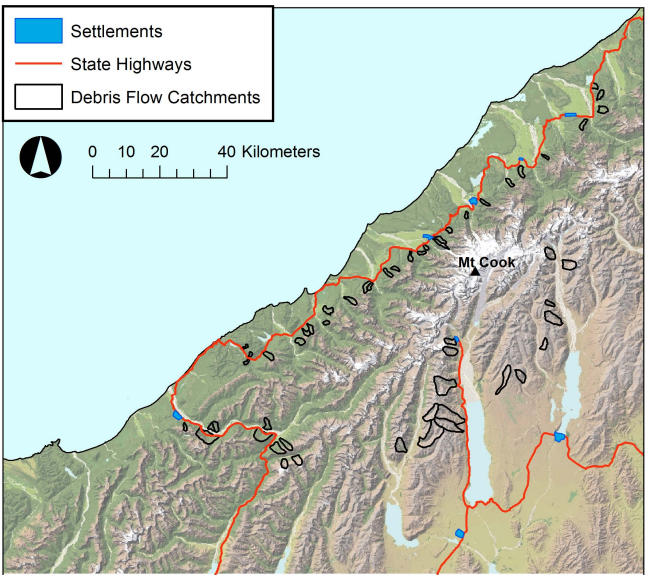 Settlements
State Highways
Debris Flow Catchments
0 10 20 40 Kilometers
Mt Cook